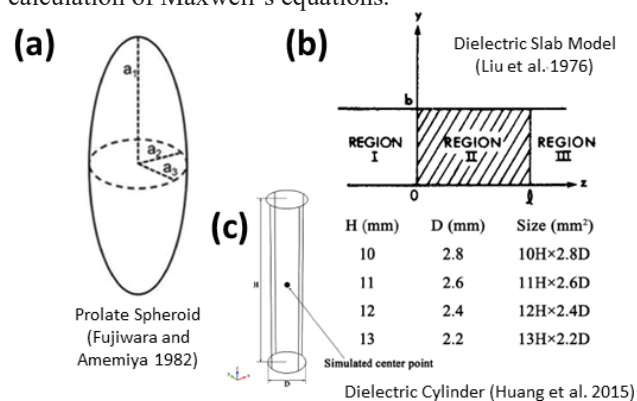 calculation of Maxwell's equations.
(a)
a1
a2
a3
Prolate Spheroid
(Fujiwara and
Amemiya 1982)
(b)
Dielectric Slab Model
(Liu et al. 1976)
y
b
REGION
I
REGION
II
REGION
III
0
ℓ
z
(c)
H
D
Simulated center point
H (mm) D (mm) Size (mm²)
10 2.8 10H×2.8D
11 2.6 11H×2.6D
12 2.4 12H×2.4D
13 2.2 13H×2.2D
Dielectric Cylinder (Huang et al. 2015)